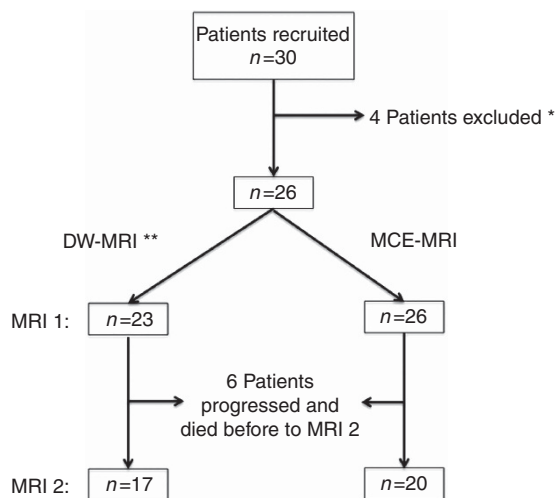 Patients recruited
n=30
4 Patients excluded *
n=26
DW-MRI **
MCE-MRI
MRI 1:
n=23
n=26
6 Patients
progressed and
died before to MRI 2
MRI 2:
n=17
n=20